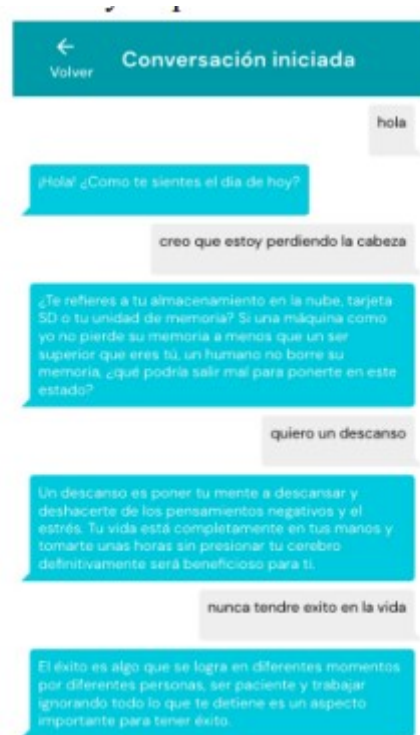 Volver
Conversación iniciada
hola
¡Hola! ¿Como te sientes el día de hoy?
creo que estoy perdiendo la cabeza
¿Te refieres a tu almacenamiento en la nube, tarjeta
SD o tu unidad de memoria? Si una máquina como
yo no pierde su memoria a menos que un ser
superior que eres tú, un humano no borre su
memoria, ¿qué podría salir mal para ponerte en este
estado?
quiero un descanso
Un descanso es poner tu mente a descansar y
deshacerte de los pensamientos negativos y el
estrés. Tu vida está completamente en tus manos y
tomarte unas horas sin presionar tu cerebro
definitivamente será beneficioso para ti.
nunca tendre exito en la vida
El éxito es algo que se logra en diferentes momentos
por diferentes personas, ser paciente y trabajar
ignorando todo lo que te detiene es un aspecto
importante para tener éxito.